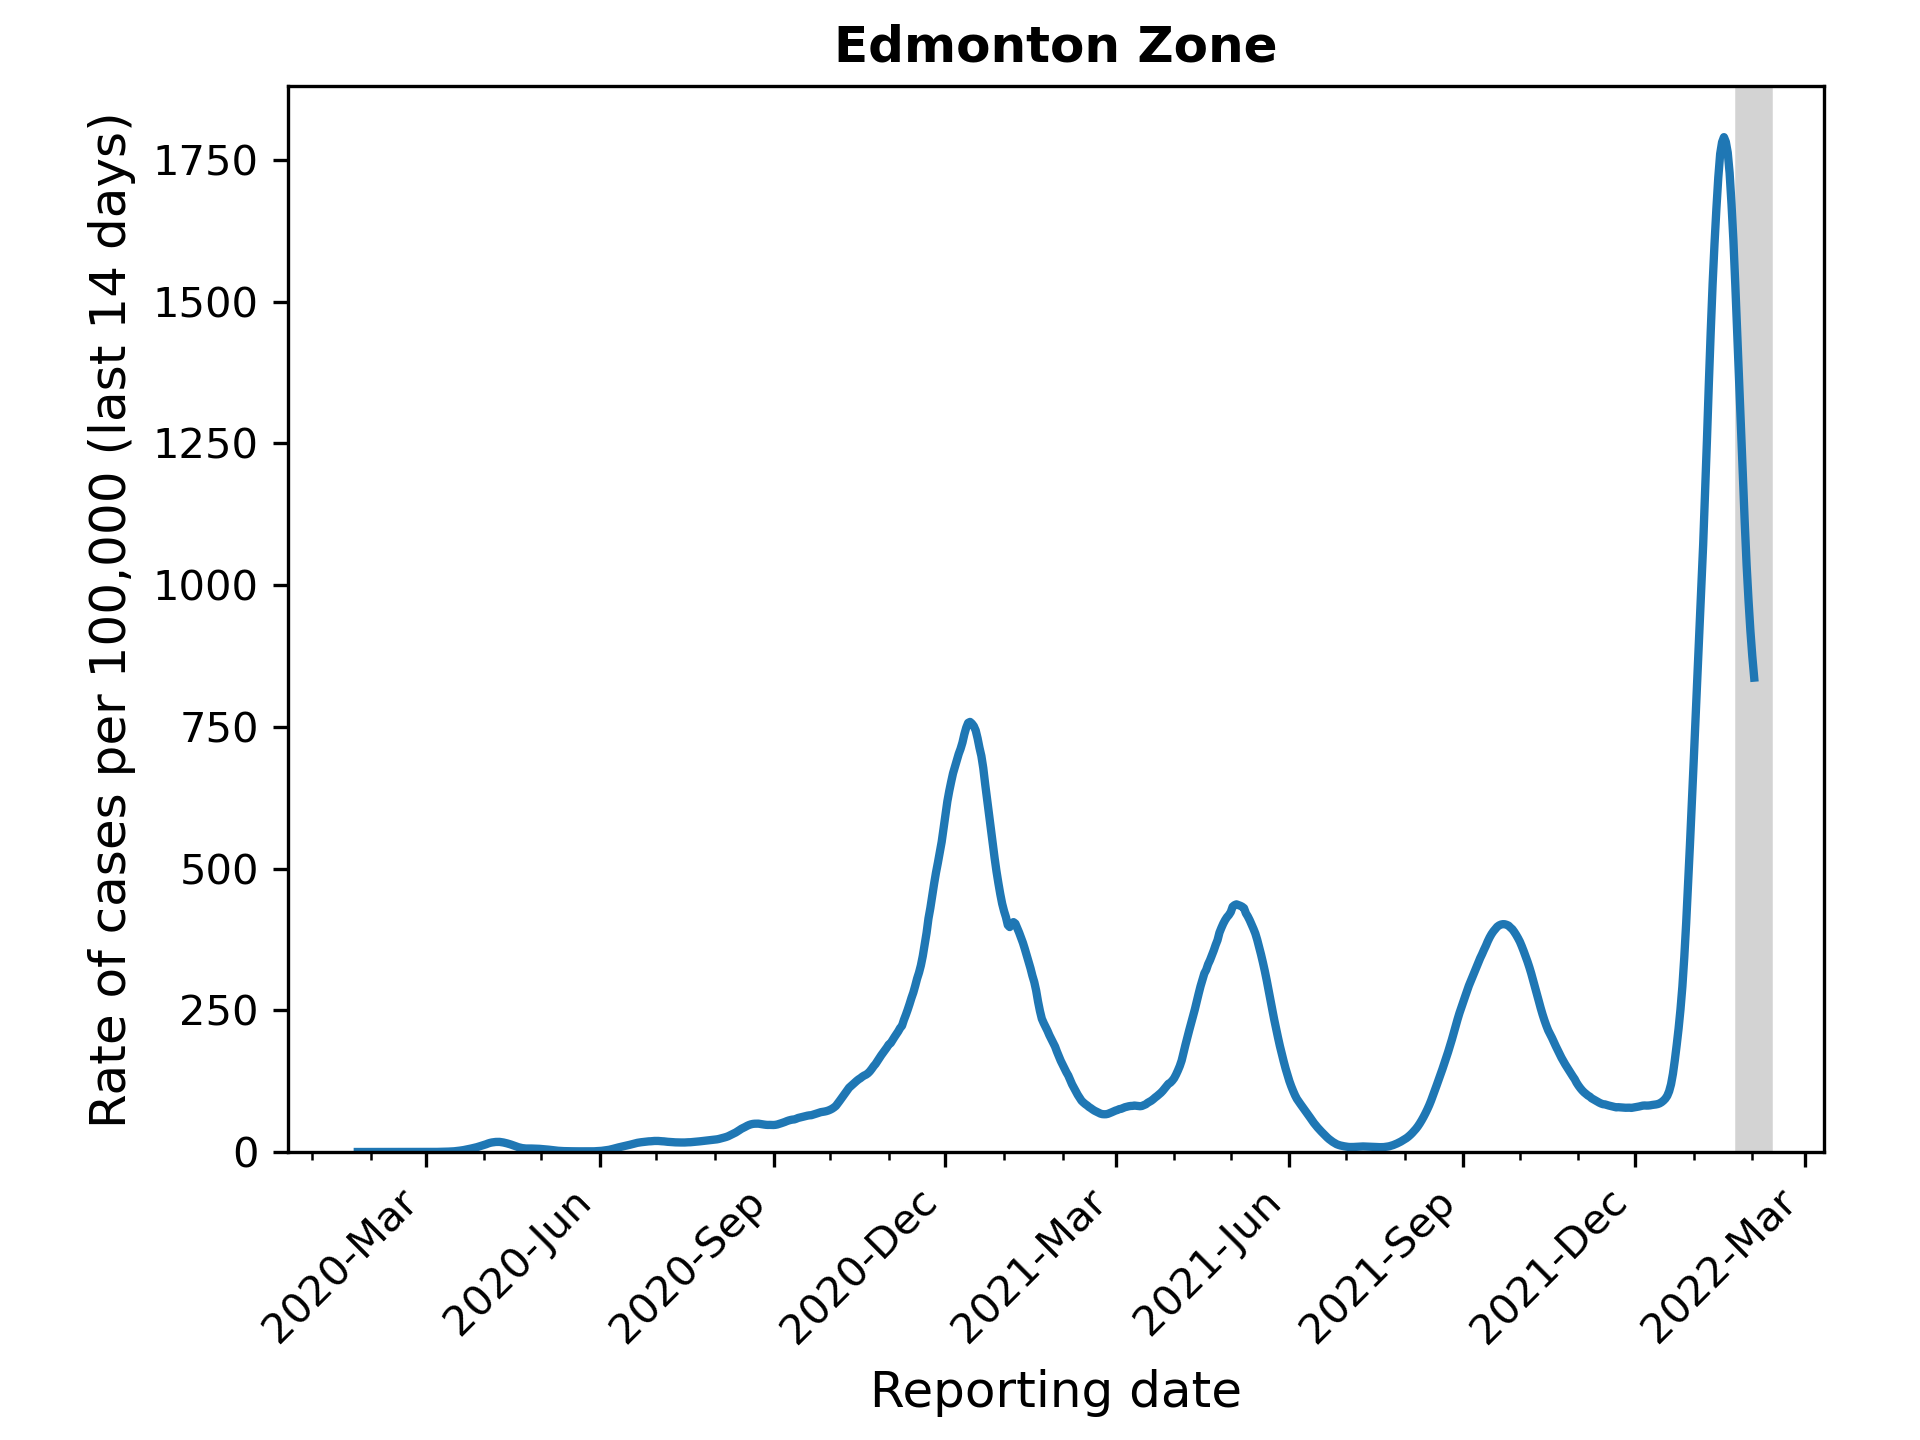 Edmonton Zone
Rate of cases per 100,000 (last 14 days)
1750
1500
1250
1000
750
500
250
0
2020-Mar
2020-Jun
2020-Sep
2020-Dec
2021-Mar
2021-Jun
2021-Sep
2021-Dec
2022-Mar
Reporting date